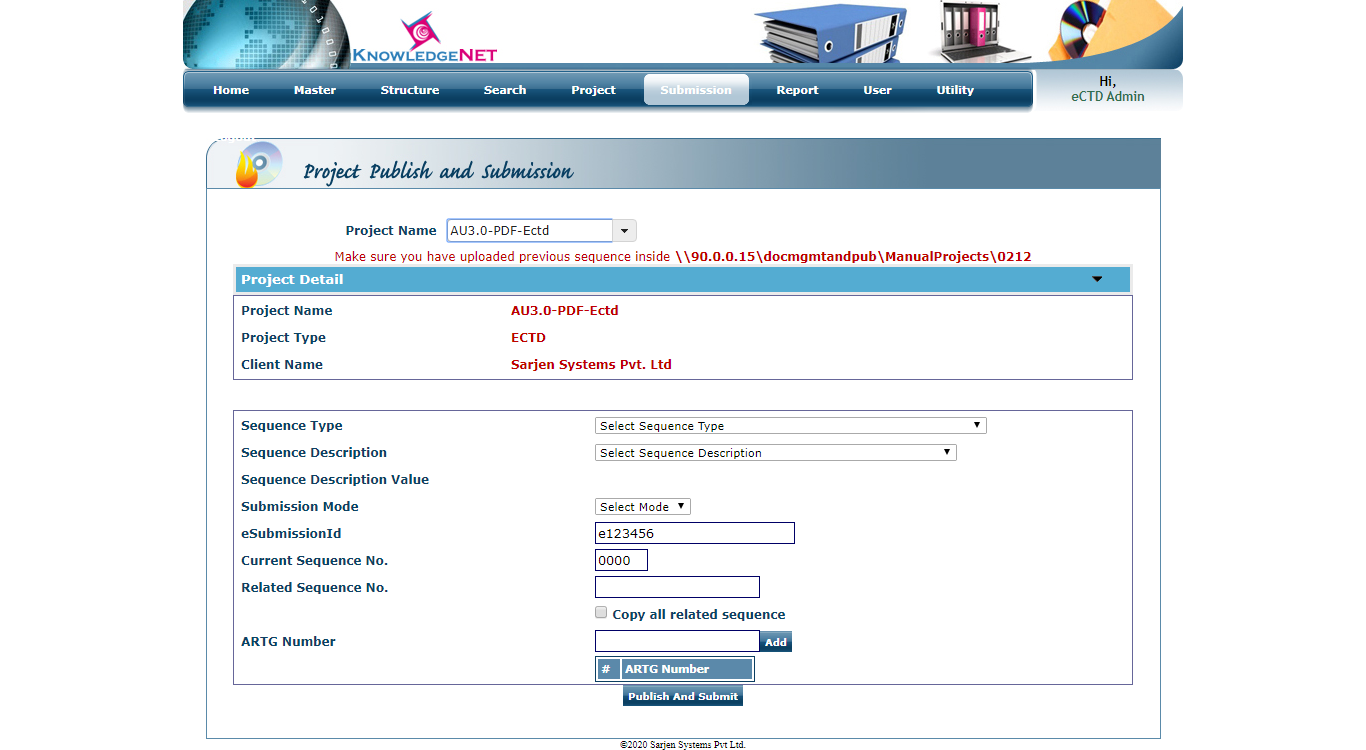 KNOWLEDGENET
Home Master Structure Search Project Submission Report User Utility
Hi,
eCTD Admin
Project Publish and Submission
Project Name AU3.0-PDF-Ectd
Make sure you have uploaded previous sequence inside \\90.0.0.15\docmgmtandpub\ManualProjects\0212
Project Detail
Project Name AU3.0-PDF-Ectd
Project Type ECTD
Client Name Sarjen Systems Pvt. Ltd
Sequence Type Select Sequence Type
Sequence Description Select Sequence Description
Sequence Description Value
Submission Mode Select Mode
eSubmissionId e123456
Current Sequence No. 0000
Related Sequence No.
Copy all related sequence
ARTG Number Add
# ARTG Number
Publish And Submit
©2020 Sarjen Systems Pvt Ltd.